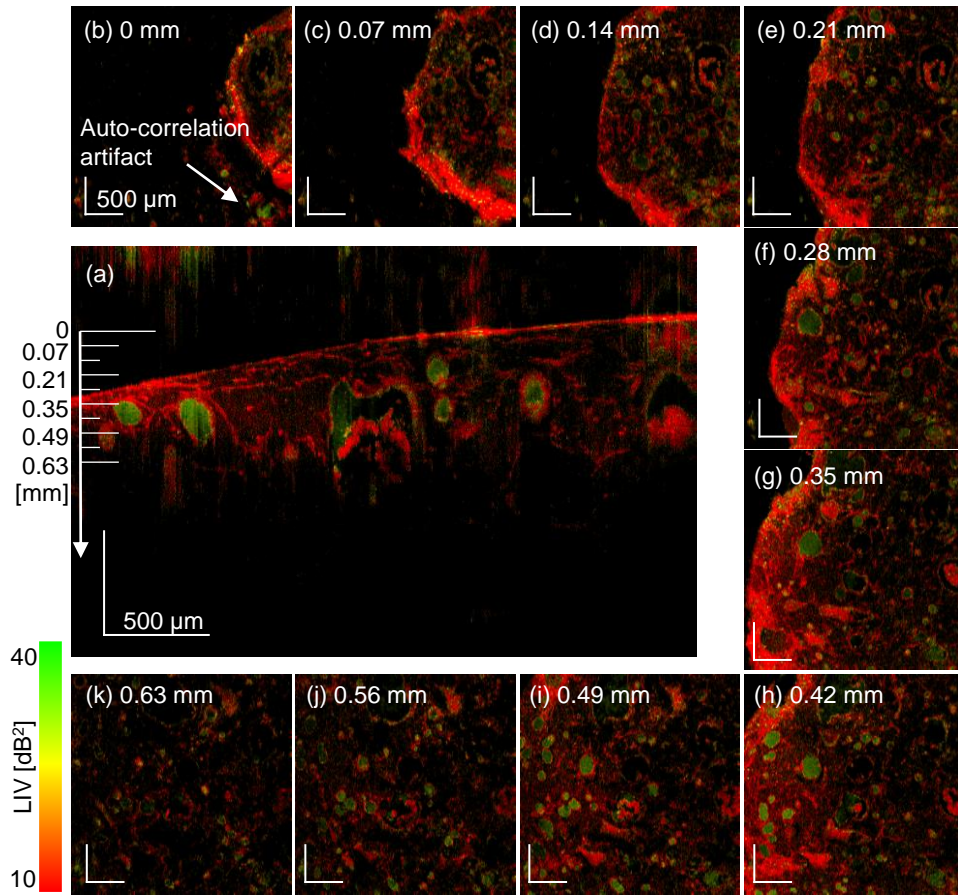 (b) 0 mm
(c) 0.07 mm
(d) 0.14 mm
(e) 0.21 mm
Auto-correlation
artifact
500 µm
(a)
0
0.07
0.21
0.35
0.49
0.63
[mm]
500 µm
(f) 0.28 mm
(g) 0.35 mm
(k) 0.63 mm
(j) 0.56 mm
(i) 0.49 mm
(h) 0.42 mm
40
LIV [dB²]
10